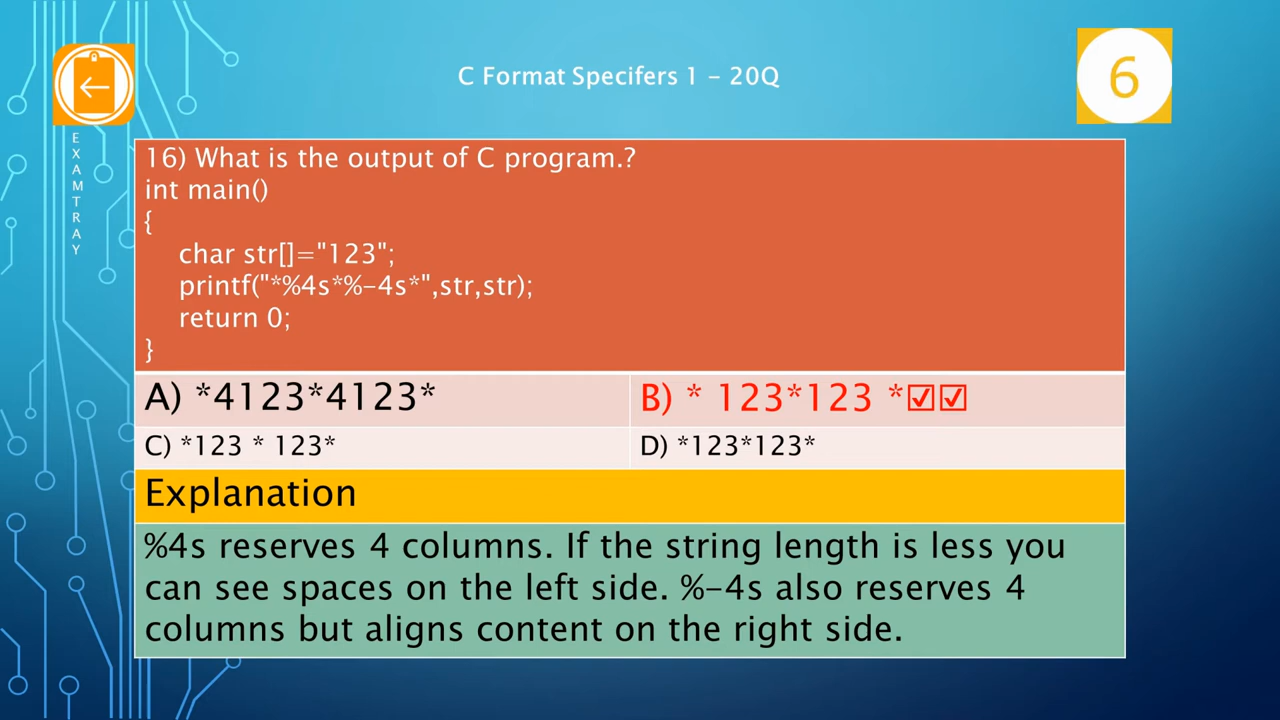 C Format Specifers 1 - 20Q
6
EXAMTRAY
16) What is the output of C program.?
int main()
{
char str[]="123";
printf("*%4s*%-4s*",str,str);
return 0;
}
A) *4123*4123*
B) * 123*123 *☑☑
C) *123 * 123*
D) *123*123*
Explanation
%4s reserves 4 columns. If the string length is less you
can see spaces on the left side. %-4s also reserves 4
columns but aligns content on the right side.